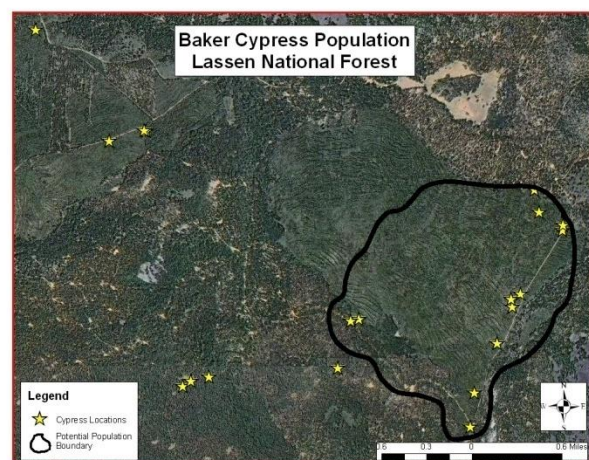 Baker Cypress Population
Lassen National Forest
Legend
Cypress Locations
Potential Population
Boundary
N
E
S
0.6 0.3 0 0.6 Miles